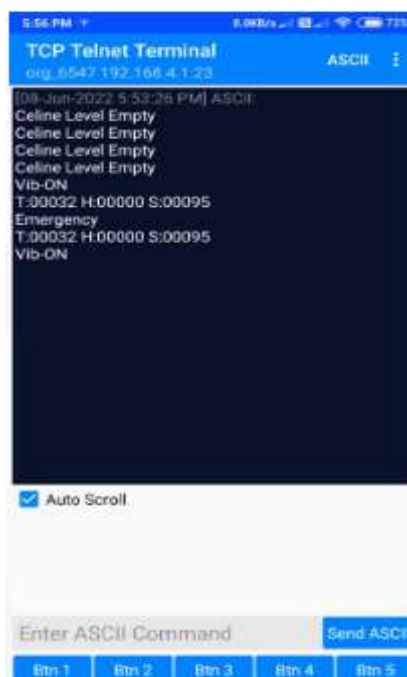 5:56 PM
TCP Telnet Terminal
ASCII
org_6547 192.168.4.1:23
[08-Jun-2022 5:53:26 PM] ASCII:
Celine Level Empty
Celine Level Empty
Celine Level Empty
Celine Level Empty
Vib-ON
T:00032 H:00000 S:00095
Emergency
T:00032 H:00000 S:00095
Vib-ON
Auto Scroll
Enter ASCII Command
Send ASCII
Btn 1 Btn 2 Btn 3 Btn 4 Btn 5